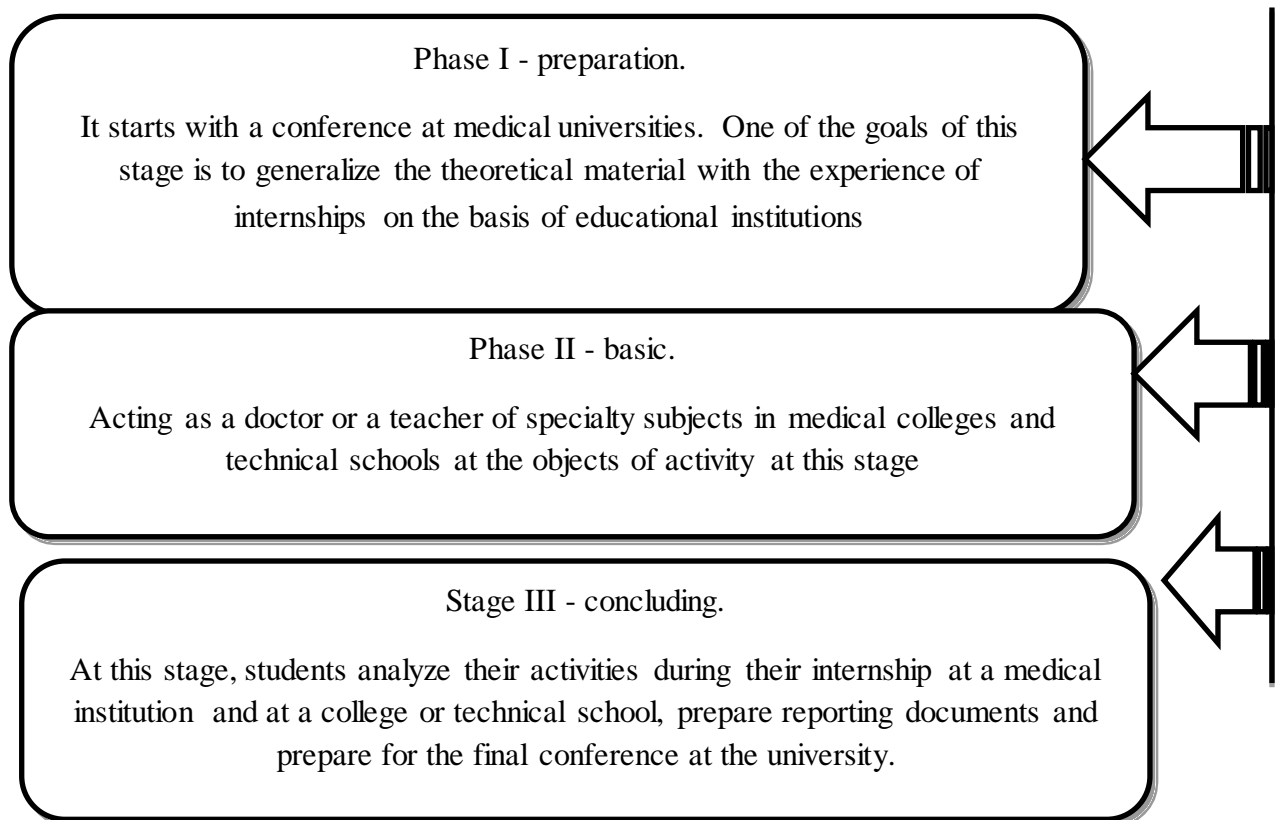 Phase I - preparation.
It starts with a conference at medical universities. One of the goals of this
stage is to generalize the theoretical material with the experience of
internships on the basis of educational institutions
Phase II - basic.
Acting as a doctor or a teacher of specialty subjects in medical colleges and
technical schools at the objects of activity at this stage
Stage III - concluding.
At this stage, students analyze their activities during their internship at a medical
institution and at a college or technical school, prepare reporting documents and
prepare for the final conference at the university.